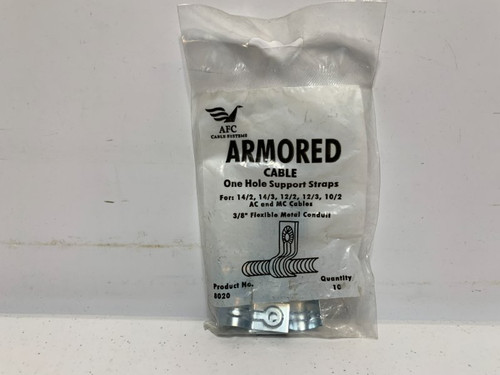 AFC
CABLE SYSTEMS
ARMORED
CABLE
One Hole Support Straps
For: 14/2, 14/3, 12/2, 12/3, 10/2
AC and MC Cables
3/8" Flexible Metal Conduit
Product No. Quantity
8020 10